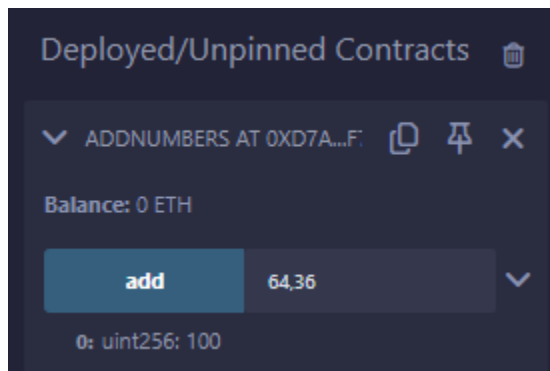 Deployed/Unpinned Contracts
ADDNUMBERS AT 0XD7A...F
Balance: 0 ETH
add 64,36
0: uint256: 100